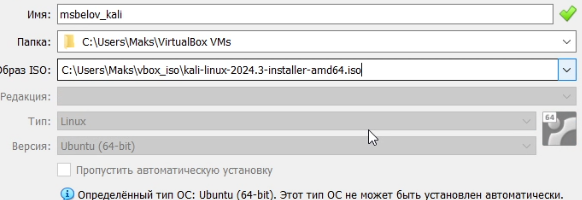 Имя: msbelov_kali
Папка: C:\Users\Maks\VirtualBox VMs
Образ ISO: C:\Users\Maks\vbox_iso\kali-linux-2024.3-installer-amd64.iso
Редакция:
Тип: Linux
64
Версия: Ubuntu (64-bit)
Пропустить автоматическую установку
Определённый тип ОС: Ubuntu (64-bit). Этот тип ОС не может быть установлен автоматически.